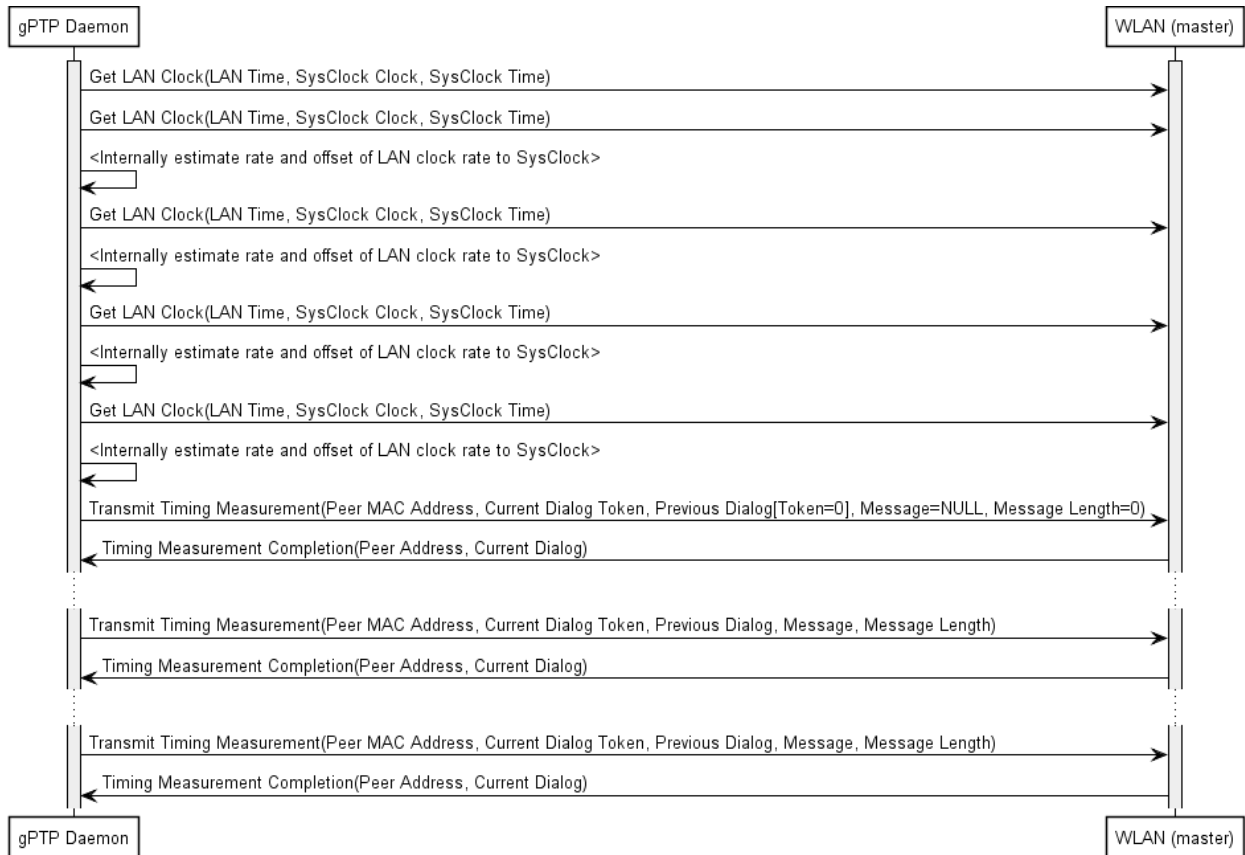 gPTP Daemon
WLAN (master)
Get LAN Clock(LAN Time, SysClock Clock, SysClock Time)
Get LAN Clock(LAN Time, SysClock Clock, SysClock Time)
<Internally estimate rate and offset of LAN clock rate to SysClock>
Get LAN Clock(LAN Time, SysClock Clock, SysClock Time)
<Internally estimate rate and offset of LAN clock rate to SysClock>
Get LAN Clock(LAN Time, SysClock Clock, SysClock Time)
<Internally estimate rate and offset of LAN clock rate to SysClock>
Get LAN Clock(LAN Time, SysClock Clock, SysClock Time)
<Internally estimate rate and offset of LAN clock rate to SysClock>
Transmit Timing Measurement(Peer MAC Address, Current Dialog Token, Previous Dialog[Token=0], Message=NULL, Message Length=0)
Timing Measurement Completion(Peer Address, Current Dialog)
Transmit Timing Measurement(Peer MAC Address, Current Dialog Token, Previous Dialog, Message, Message Length)
Timing Measurement Completion(Peer Address, Current Dialog)
Transmit Timing Measurement(Peer MAC Address, Current Dialog Token, Previous Dialog, Message, Message Length)
Timing Measurement Completion(Peer Address, Current Dialog)
gPTP Daemon
WLAN (master)